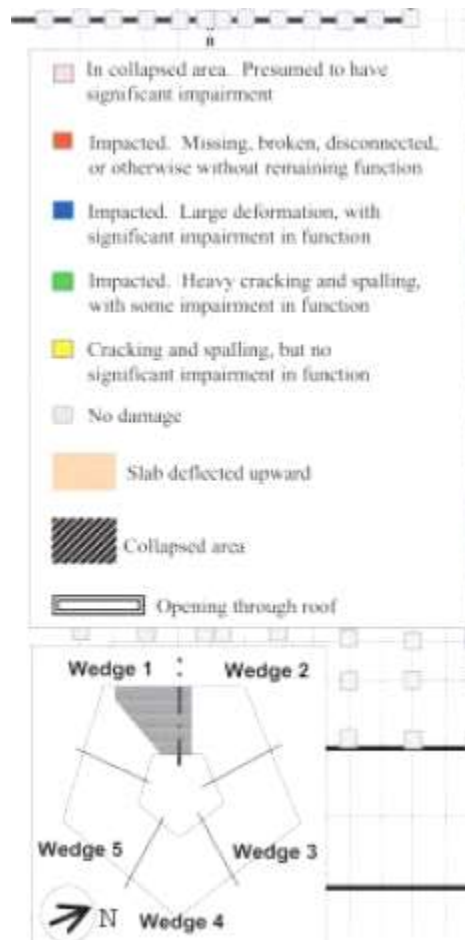 In collapsed area. Presumed to have
significant impairment
Impacted. Missing, broken, disconnected,
or otherwise without remaining function
Impacted. Large deformation, with
significant impairment in function
Impacted. Heavy cracking and spalling,
with some impairment in function
Cracking and spalling, but no
significant impairment in function
No damage
Slab deflected upward
Collapsed area
Opening through roof
Wedge 1
Wedge 2
Wedge 5
Wedge 3
N
Wedge 4